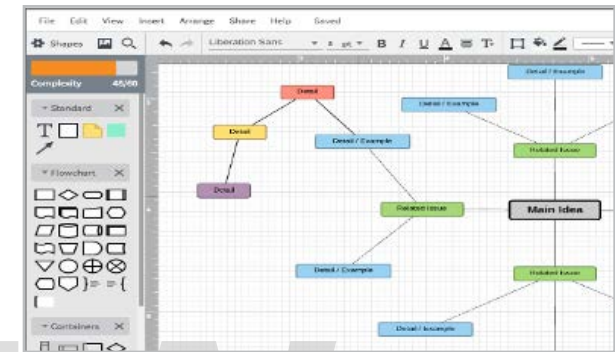 File Edit View Insert Arrange Share Help Saved
Shapes Liberation Sans 8 pt B I U A T
Complexity 45/60
Standard
T
Flowchart
Containers
Detail / Example
Detail
Detail / Example
Detail
Detail / Example
Related Issue
Detail
Related Issue
Main Idea
Detail / Example
Related Issue
Detail / Example